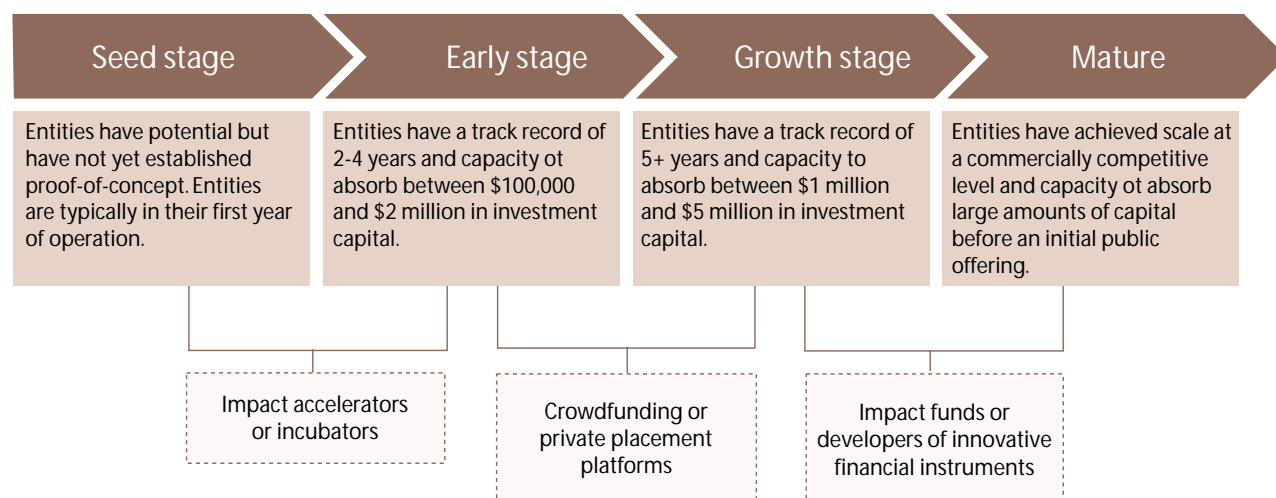 Seed stage
Early stage
Growth stage
Mature
Entities have potential but
have not yet established
proof-of-concept. Entities
are typically in their first year
of operation.
Entities have a track record of
2-4 years and capacity ot
absorb between $100,000
and $2 million in investment
capital.
Entities have a track record of
5+ years and capacity to
absorb between $1 million
and $5 million in investment
capital.
Entities have achieved scale at
a commercially competitive
level and capacity ot absorb
large amounts of capital
before an initial public
offering.
Impact accelerators
or incubators
Crowdfunding or
private placement
platforms
Impact funds or
developers of innovative
financial instruments